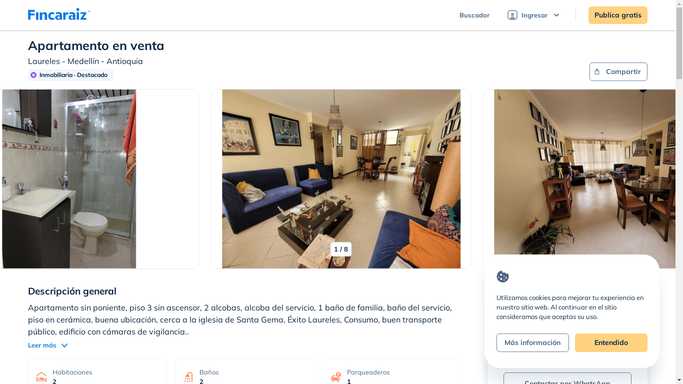 Fincaraiz
Buscador
Ingresar
Publica gratis
Apartamento en venta
Laureles - Medellín - Antioquia
Inmobiliaria · Destacado
Compartir
1 / 8
Descripción general
Apartamento sin poniente, piso 3 sin ascensor, 2 alcobas, alcoba del servicio, 1 baño de familia, baño del servicio,
piso en cerámica, buena ubicación, cerca a la iglesia de Santa Gema, Éxito Laureles, Consumo, buen transporte
público, edificio con cámaras de vigilancia..
Leer más
Habitaciones
2
Baños
2
Parqueaderos
1
Utilizamos cookies para mejorar tu experiencia en
nuestro sitio web. Al continuar en el sitio
consideramos que aceptas su uso.
Más información
Entendido
Contactar por WhatsApp